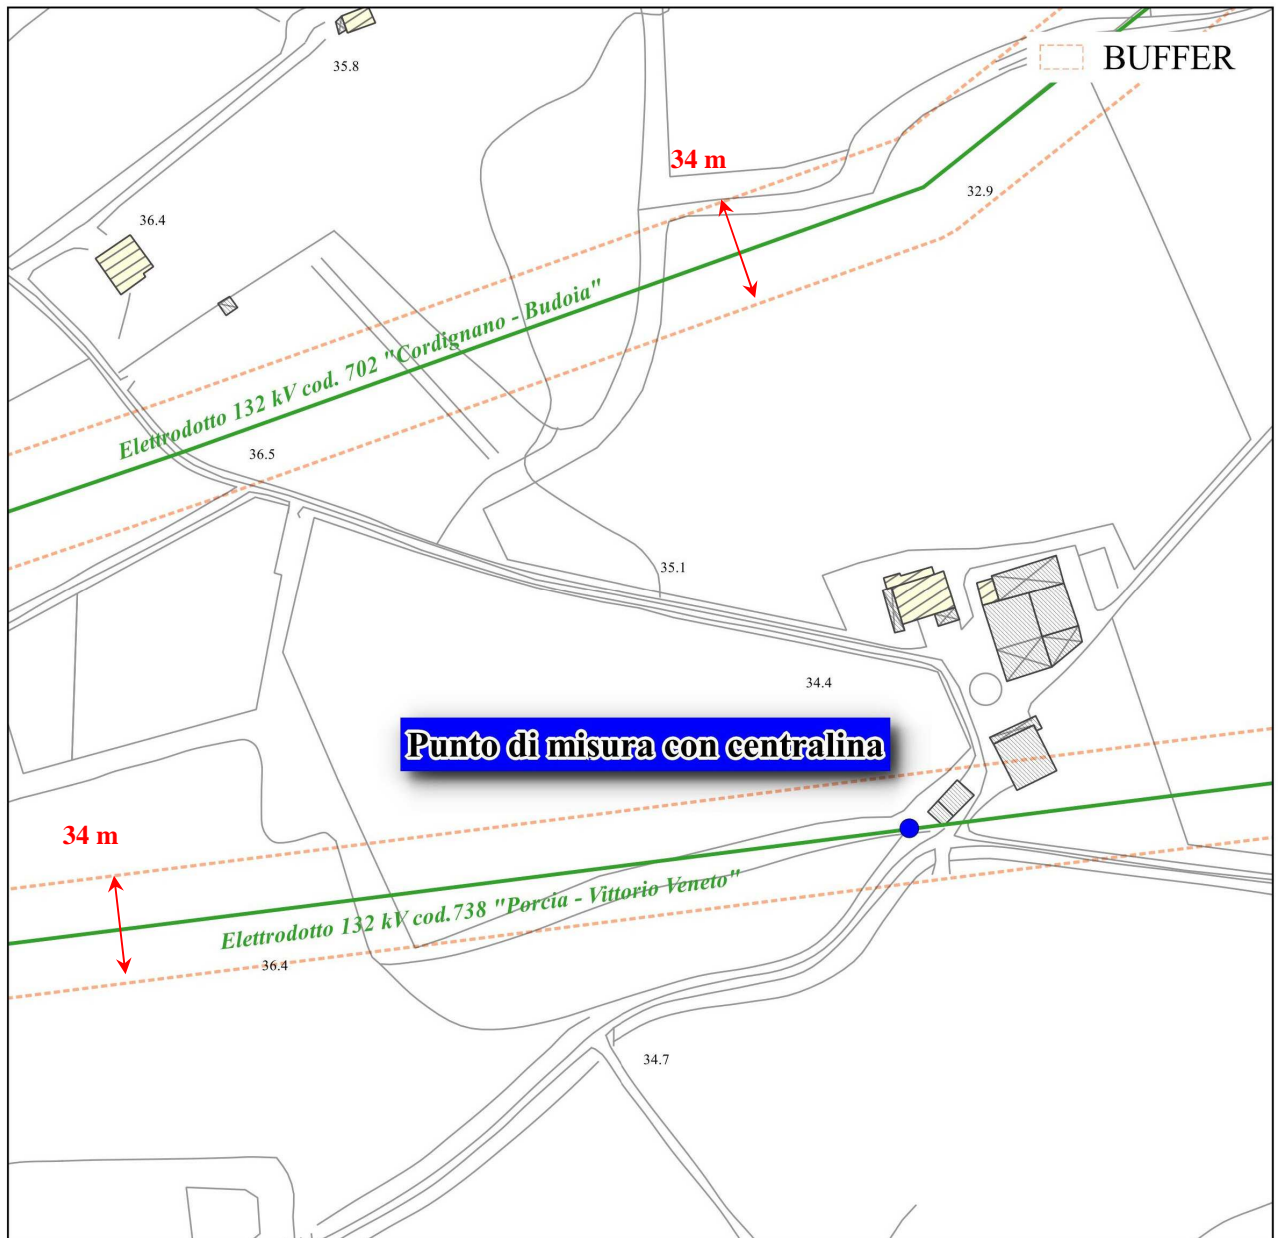 35.8
BUFFER
34 m
32.9
36.4
Elettrodotto 132 kV cod. 702 "Cordignano - Budoia"
36.5
35.1
34.4
Punto di misura con centralina
34 m
Elettrodotto 132 kV cod.738 "Porcia - Vittorio Veneto"
36.4
34.7